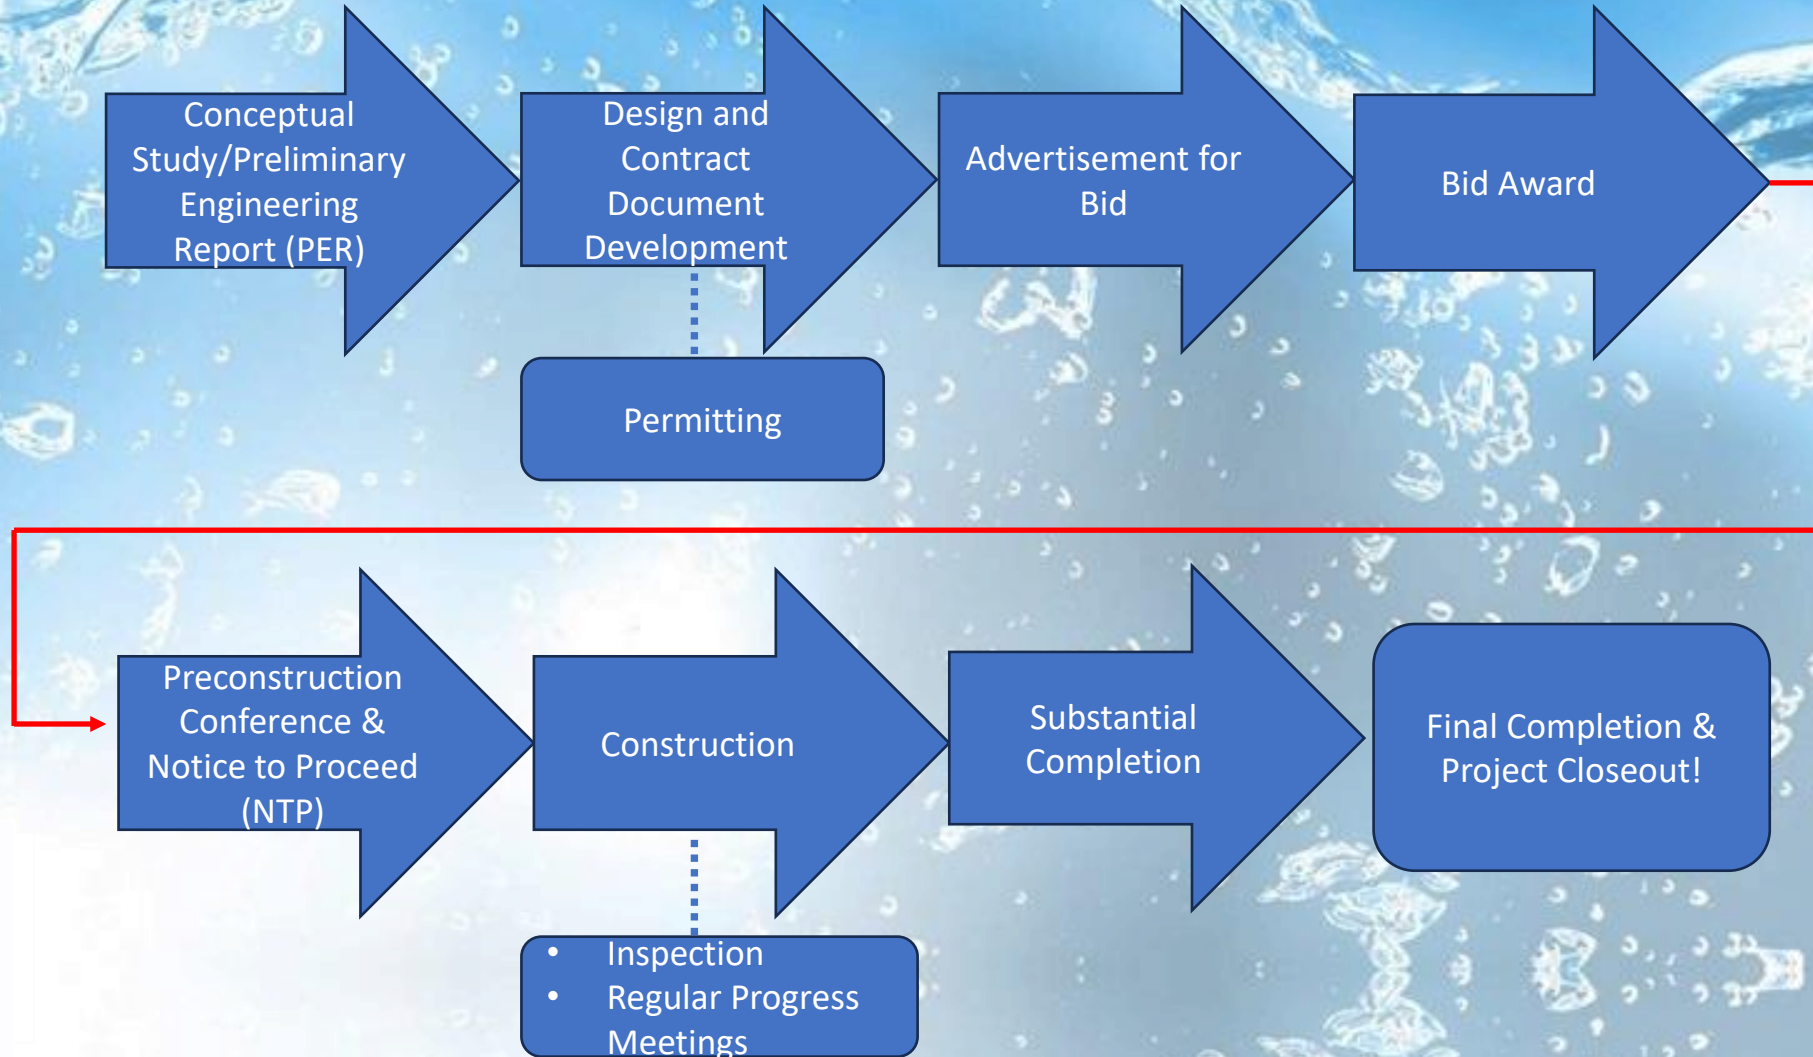 Conceptual
Study/Preliminary
Engineering
Report (PER)
Design and
Contract
Document
Development
Advertisement for
Bid
Bid Award
Permitting
Preconstruction
Conference &
Notice to Proceed
(NTP)
Construction
Substantial
Completion
Final Completion &
Project Closeout!
• Inspection
• Regular Progress
Meetings